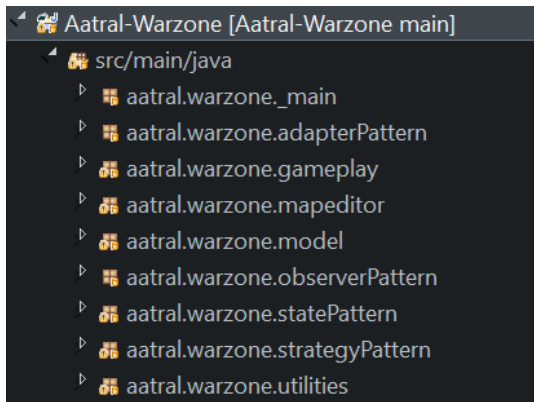 Aatral-Warzone [Aatral-Warzone main]
src/main/java
aatral.warzone._main
aatral.warzone.adapterPattern
aatral.warzone.gameplay
aatral.warzone.mapeditor
aatral.warzone.model
aatral.warzone.observerPattern
aatral.warzone.statePattern
aatral.warzone.strategyPattern
aatral.warzone.utilities